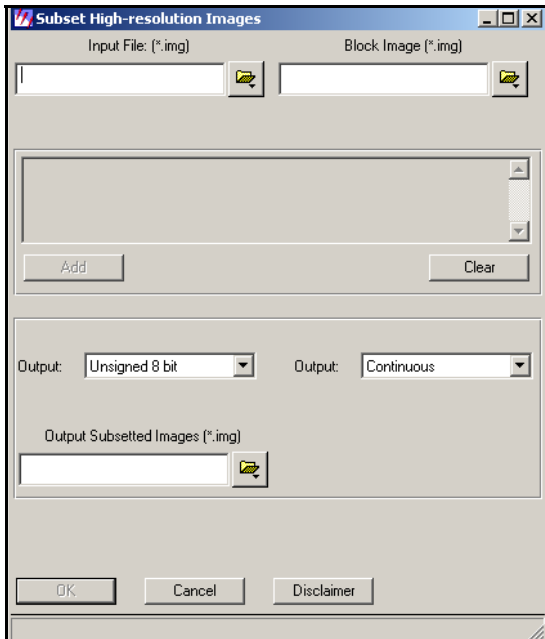 Subset High-resolution Images
Input File: (*.img)
Block Image (*.img)
Add
Clear
Output:
Unsigned 8 bit
Output:
Continuous
Output Subsetted Images (*.img)
OK
Cancel
Disclaimer